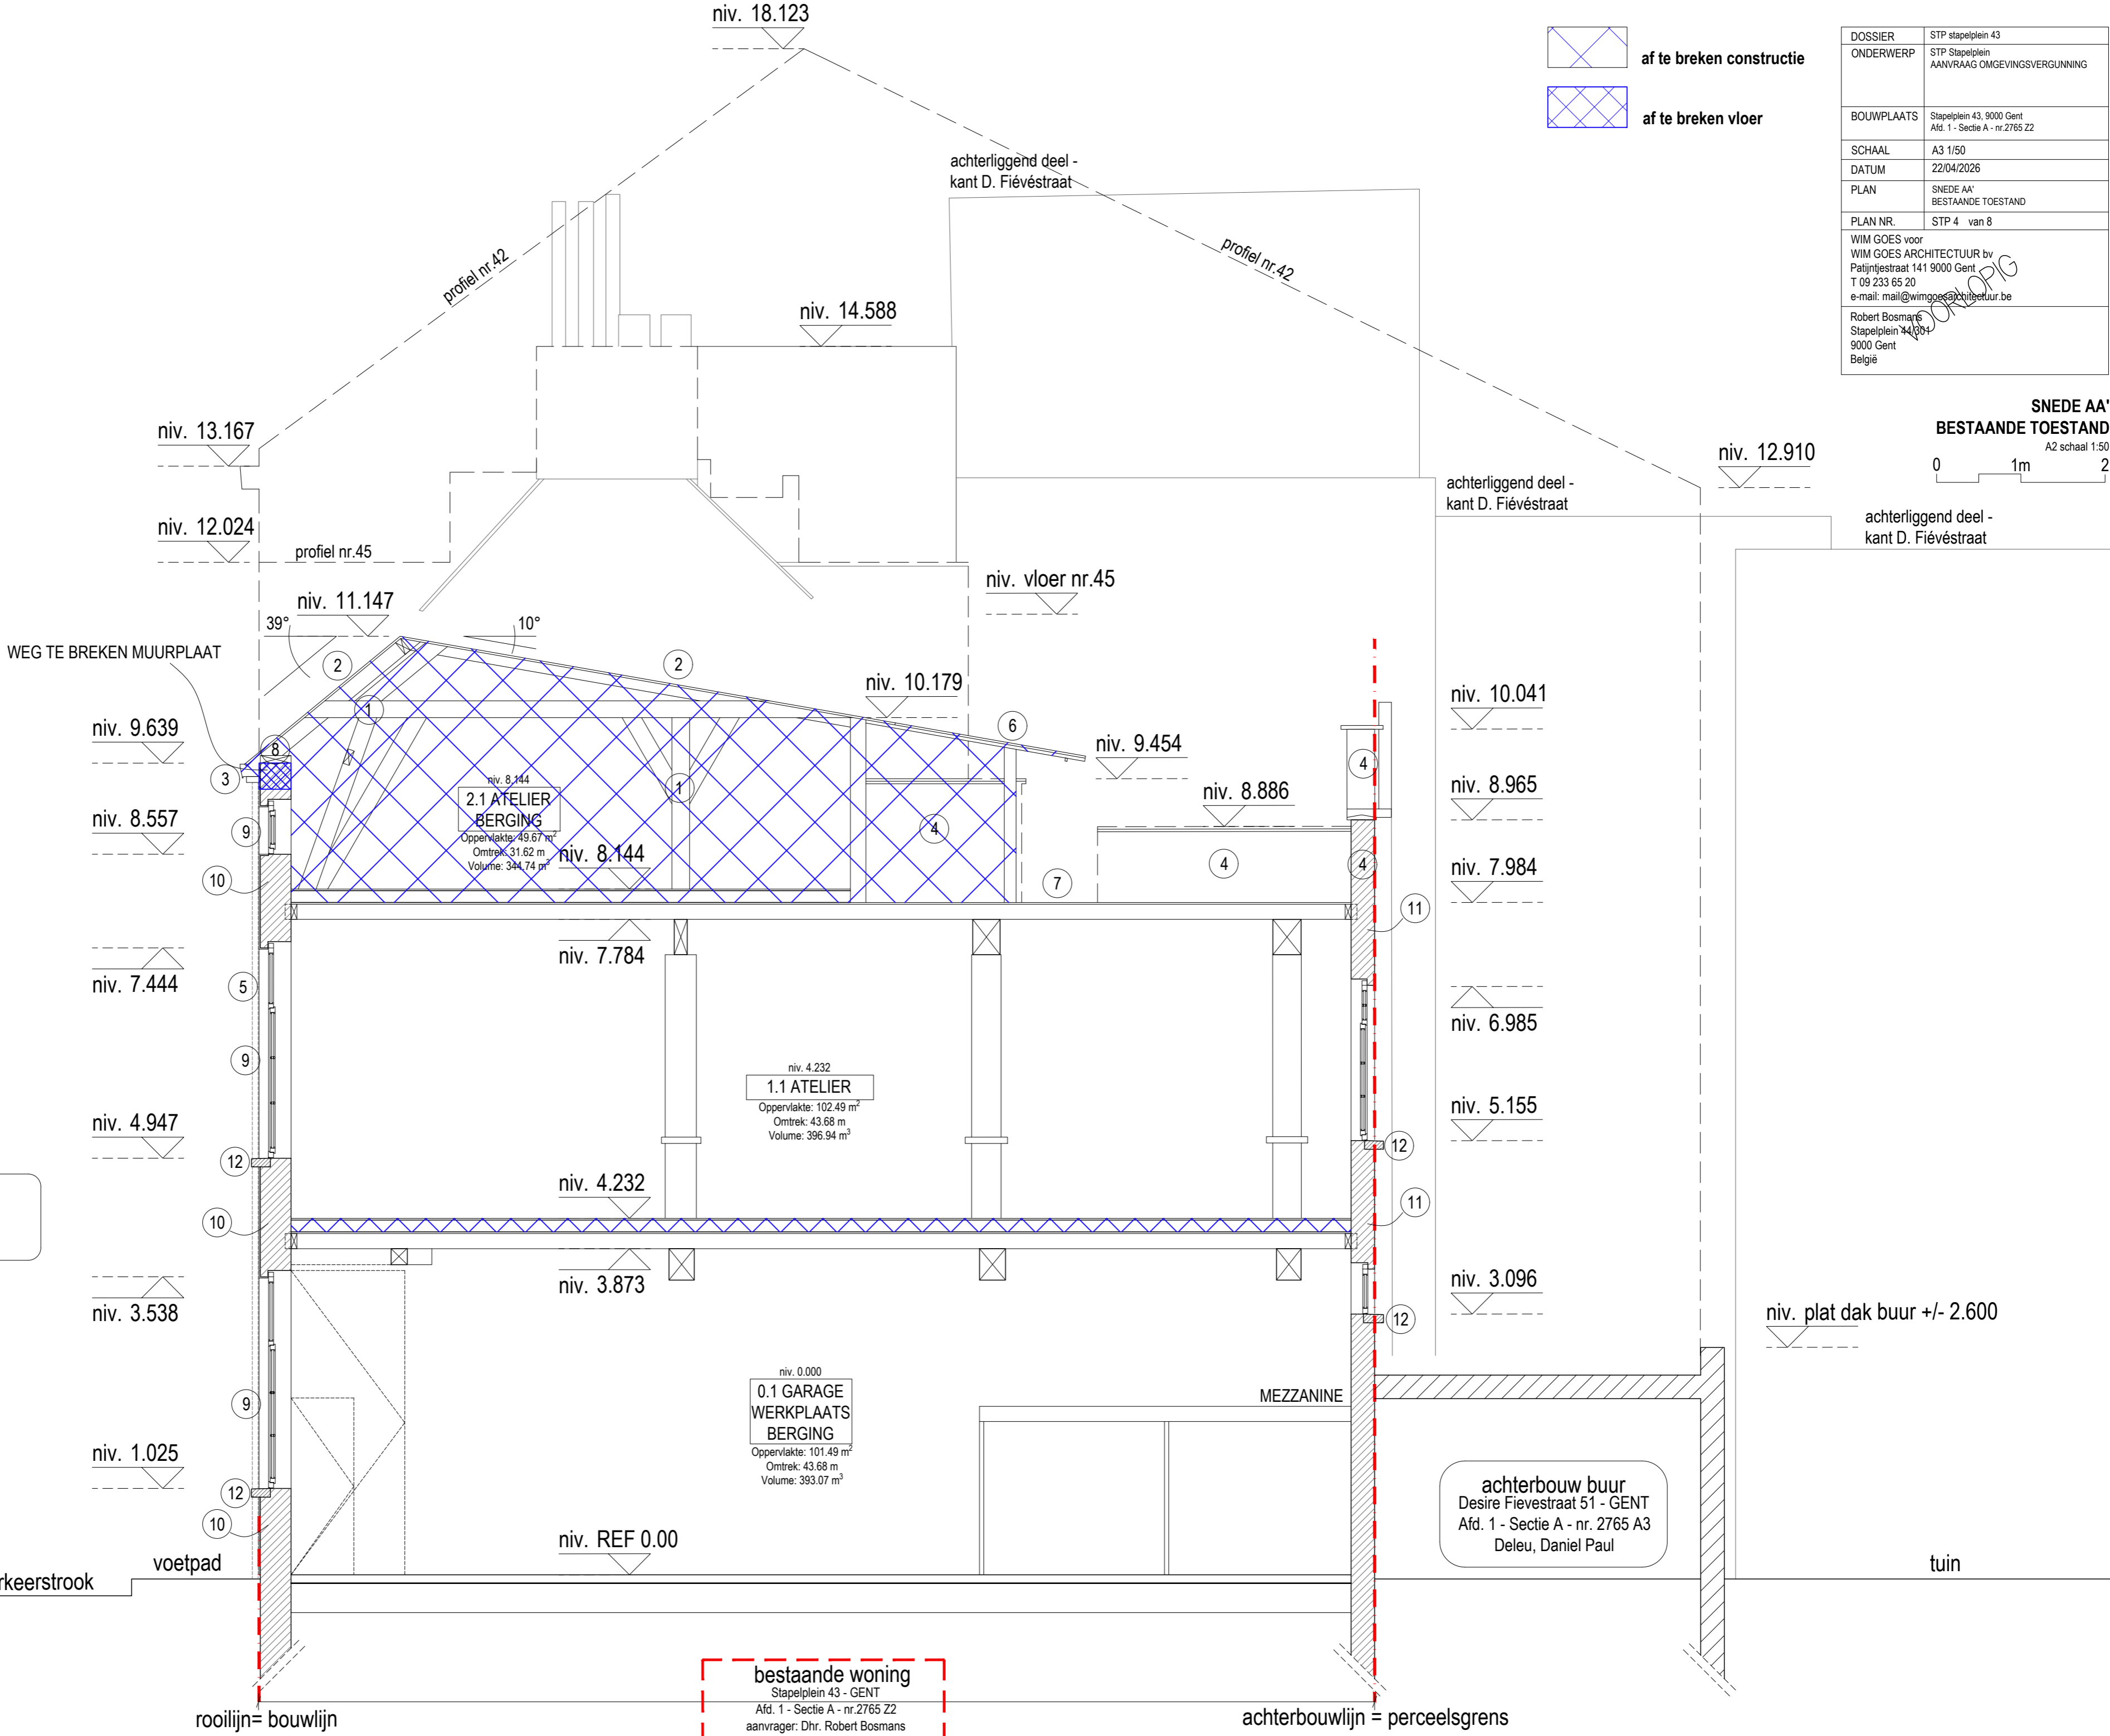 niv. 18.123
af te breken constructie
af te breken vloer
DOSSIER STP stapelplein 43
ONDERWERP STP Stapelplein
AANVRAAG OMGEVINGSVERGUNNING
BOUWPLAATS Stapelplein 43, 9000 Gent
Afd. 1 - Sectie A - nr.2765 Z2
SCHAAL A3 1/50
DATUM 22/04/2026
PLAN SNEDE AA'
BESTAANDE TOESTAND
PLAN NR. STP 4 van 8
WIM GOES voor
WIM GOES ARCHITECTUUR bv
Patijntjestraat 141 9000 Gent
T 09 233 65 20
e-mail: mail@wimgoesarchitectuur.be
VOORLOPIG
Robert Bosmans
Stapelplein 44/301
9000 Gent
België
SNEDE AA'
BESTAANDE TOESTAND
A2 schaal 1:50
0 1m 2
achterliggend deel -
kant D. Fiévéstraat
profiel nr.42
profiel nr.42
niv. 14.588
niv. 13.167
niv. 12.910
achterliggend deel -
kant D. Fiévéstraat
achterliggend deel -
kant D. Fiévéstraat
niv. 12.024
profiel nr.45
niv. vloer nr.45
niv. 11.147
39°
10°
WEG TE BREKEN MUURPLAAT
2
2
niv. 10.179
niv. 10.041
1
6
niv. 9.639
niv. 9.454
8
3
4
1
niv. 8.144
2.1 ATELIER
BERGING
Oppervlakte: 49.67 m²
Omtrek: 31.62 m
Volume: 344.74 m³
niv. 8.965
niv. 8.886
niv. 8.557
9
4
niv. 8.144
4
4
niv. 7.984
10
7
11
niv. 7.784
niv. 7.444
5
niv. 6.985
9
niv. 4.232
1.1 ATELIER
Oppervlakte: 102.49 m²
Omtrek: 43.68 m
Volume: 396.94 m³
niv. 5.155
niv. 4.947
12
12
niv. 4.232
10
11
niv. 3.873
niv. 3.538
niv. 3.096
12
niv. plat dak buur +/- 2.600
niv. 0.000
0.1 GARAGE
WERKPLAATS
BERGING
Oppervlakte: 101.49 m²
Omtrek: 43.68 m
Volume: 393.07 m³
MEZZANINE
9
niv. 1.025
12
10
achterbouw buur
Desire Fievestraat 51 - GENT
Afd. 1 - Sectie A - nr. 2765 A3
Deleu, Daniel Paul
niv. REF 0.00
voetpad
rkeerstrook
tuin
bestaande woning
Stapelplein 43 - GENT
Afd. 1 - Sectie A - nr.2765 Z2
aanvrager: Dhr. Robert Bosmans
rooilijn= bouwlijn
achterbouwlijn = perceelsgrens